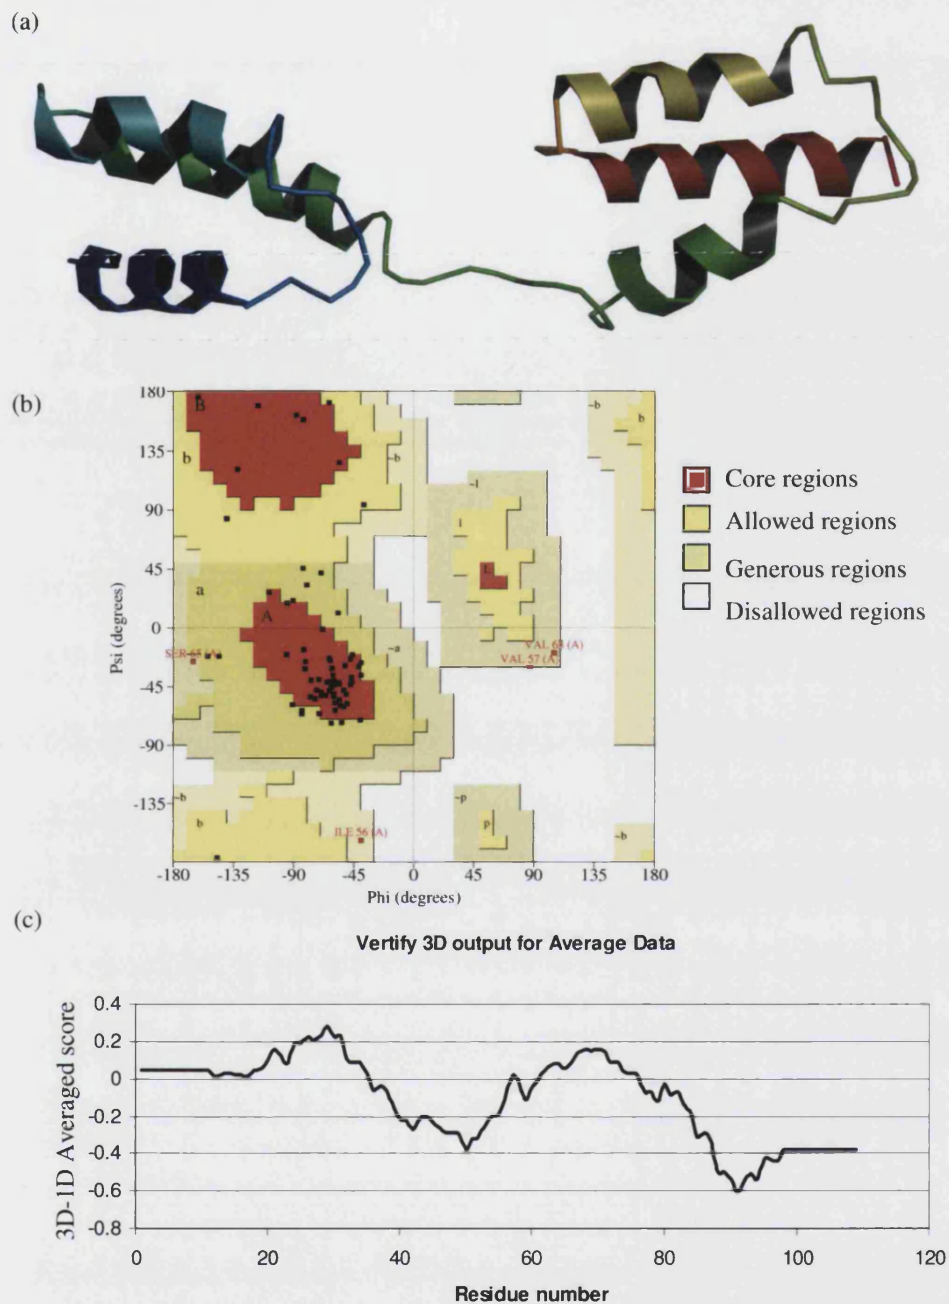 (a)
(b)
180
135
90
45
0
-45
-90
-135
Psi (degrees)
B
b
~b
~b
b
~l
l
L
a
A
~a
SER 65 (A)
VAL 57 (A)
~b
b
ILE 56 (A)
~p
p
~b
-180
-135
-90
-45
0
45
90
135
180
Phi (degrees)
Core regions
Allowed regions
Generous regions
Disallowed regions
(c)
Vertify 3D output for Average Data
3D-1D Averaged score
0.4
0.2
0
-0.2
-0.4
-0.6
-0.8
0
20
40
60
80
100
120
Residue number